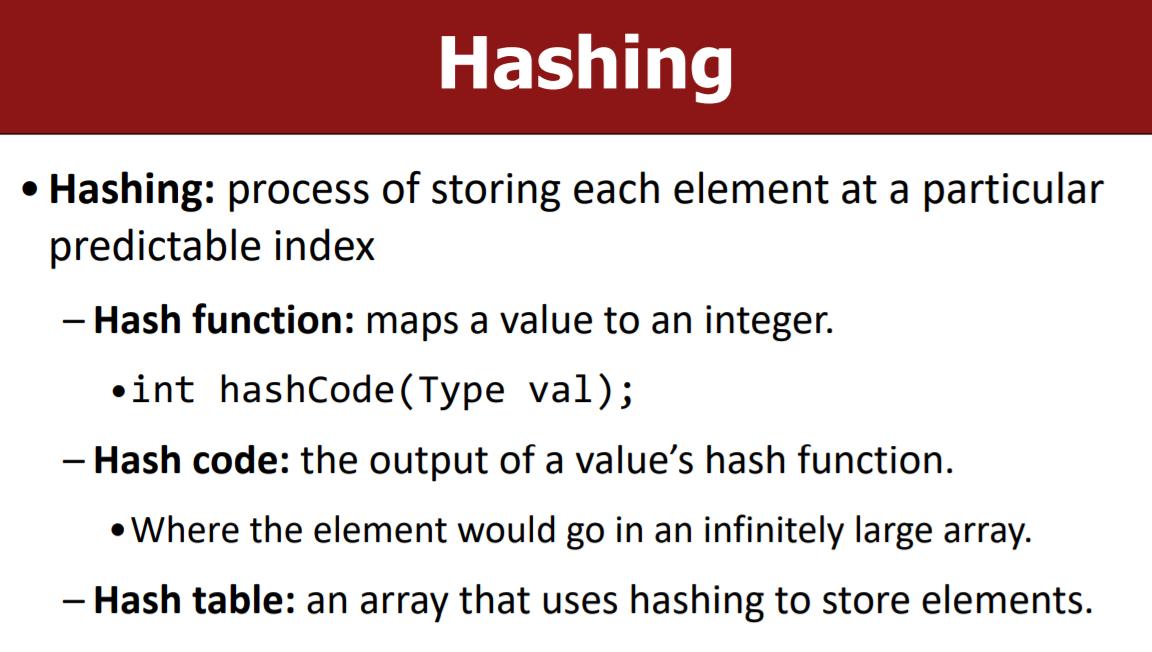 Hashing
• Hashing: process of storing each element at a particular
predictable index
– Hash function: maps a value to an integer.
• int hashCode(Type val);
– Hash code: the output of a value’s hash function.
• Where the element would go in an infinitely large array.
– Hash table: an array that uses hashing to store elements.